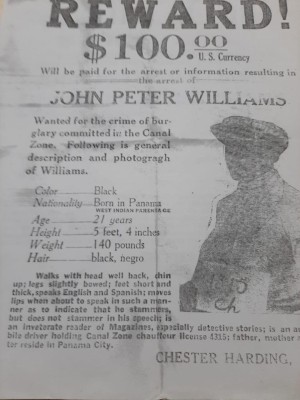 REWARD!
$100.00
U.S. Currency
Will be paid for the arrest or information resulting in
the arrest of
JOHN PETER WILLIAMS
Wanted for the crime of bur-
glary committed in the Canal
Zone. Following is general
description and photogragh
of Williams.
Color Black
Nationality Born in Panama
WEST INDIAN PARENTAGE
Age 21 years
Height 5 feet, 4 inches
Weight 140 pounds
Hair black, negro
Walks with head well back, chin
up; legs slightly bowed; feet short and
thick, speaks English and Spanish; moves
lips when about to speak in such a man-
ner as to indicate that he stammers,
but does not stammer in his speech; is
an inveterate reader of Magazines, especially detective stories; is an au
bile driver holding Canal Zone chauffeur license 4315; father, mother
ter reside in Panama City.
CHESTER HARDING,